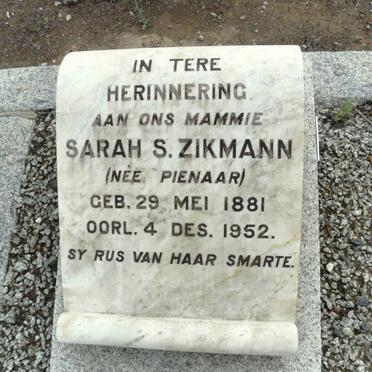 IN TERE
HERINNERING
AAN ONS MAMMIE
SARAH S. ZIKMANN
(NÉE PIENAAR)
GEB. 29 MEI 1881
OORL. 4 DES. 1952.
SY RUS VAN HAAR SMARTE.